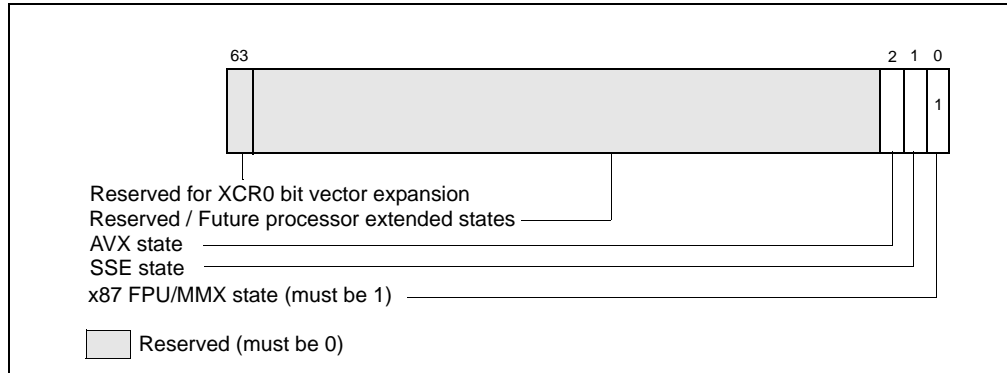 63
2 1 0
1
Reserved for XCR0 bit vector expansion
Reserved / Future processor extended states
AVX state
SSE state
x87 FPU/MMX state (must be 1)
Reserved (must be 0)